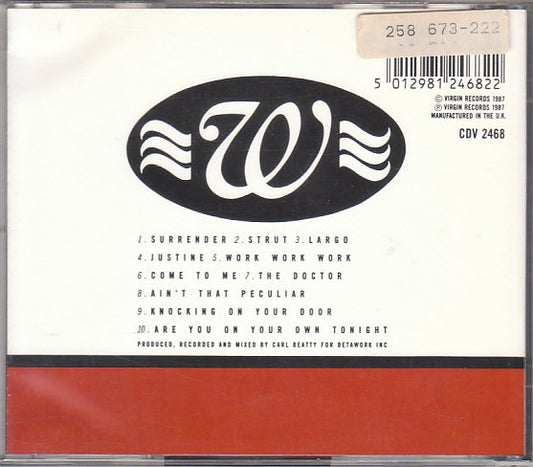 258 673-222
5 012981 246822
© VIRGIN RECORDS 1987
℗ VIRGIN RECORDS 1987
MANUFACTURED IN THE U.K.
CDV 2468
W
1. SURRENDER 2. STRUT 3. LARGO
4. JUSTINE 5. WORK WORK WORK
6. COME TO ME 7. THE DOCTOR
8. AIN'T THAT PECULIAR
9. KNOCKING ON YOUR DOOR
10. ARE YOU ON YOUR OWN TONIGHT
PRODUCED, RECORDED AND MIXED BY CARL BEATTY FOR BETAWORK INC